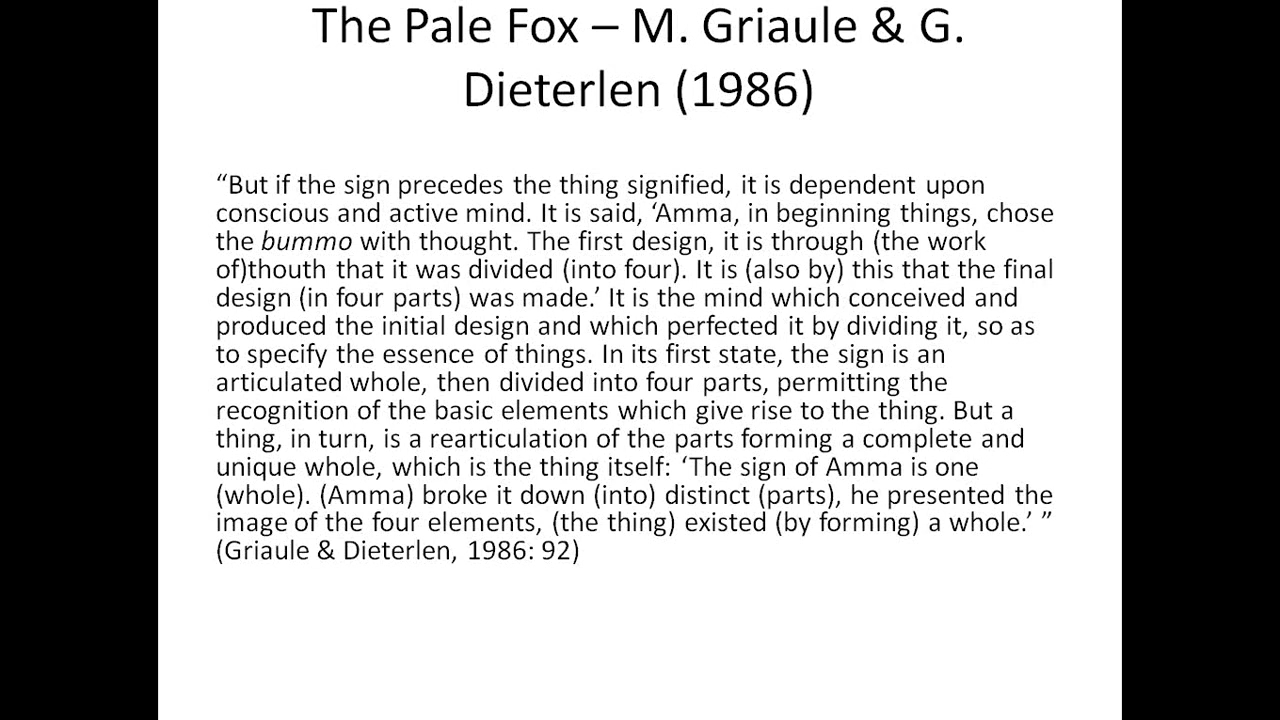 The Pale Fox – M. Griaule & G.
Dieterlen (1986)
“But if the sign precedes the thing signified, it is dependent upon
conscious and active mind. It is said, ‘Amma, in beginning things, chose
the bummo with thought. The first design, it is through (the work
of)thouth that it was divided (into four). It is (also by) this that the final
design (in four parts) was made.’ It is the mind which conceived and
produced the initial design and which perfected it by dividing it, so as
to specify the essence of things. In its first state, the sign is an
articulated whole, then divided into four parts, permitting the
recognition of the basic elements which give rise to the thing. But a
thing, in turn, is a rearticulation of the parts forming a complete and
unique whole, which is the thing itself: ‘The sign of Amma is one
(whole). (Amma) broke it down (into) distinct (parts), he presented the
image of the four elements, (the thing) existed (by forming) a whole.’ ”
(Griaule & Dieterlen, 1986: 92)